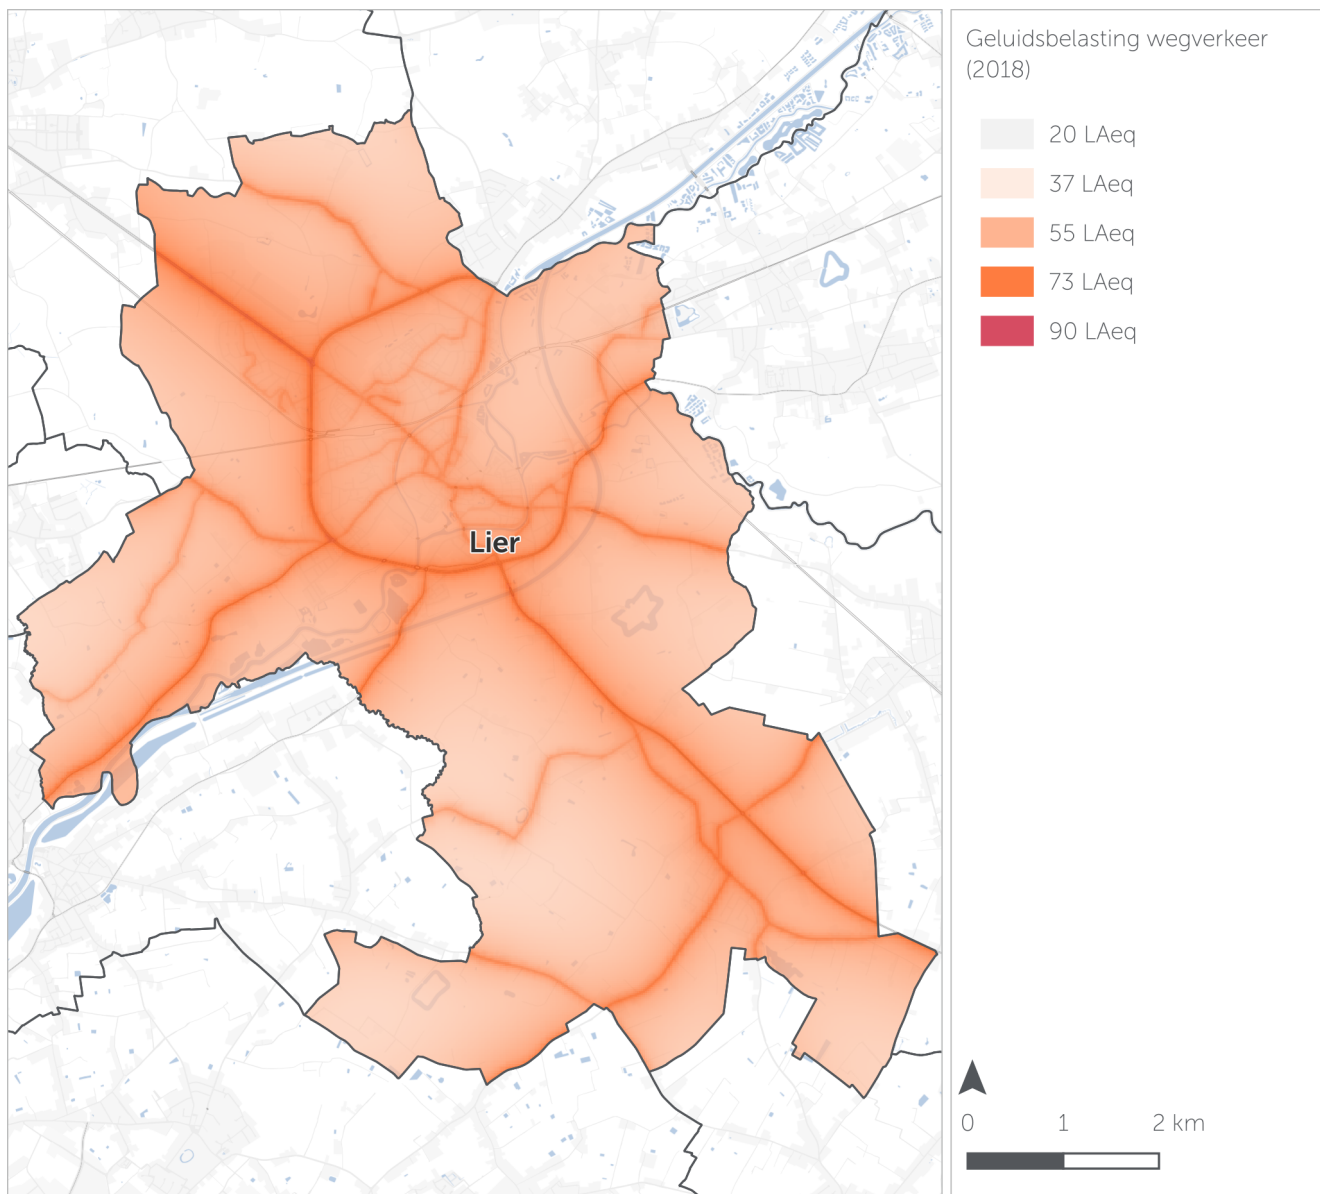 Geluidsbelasting wegverkeer
(2018)
20 LAeq
37 LAeq
55 LAeq
73 LAeq
90 LAeq
Lier
0 1 2 km